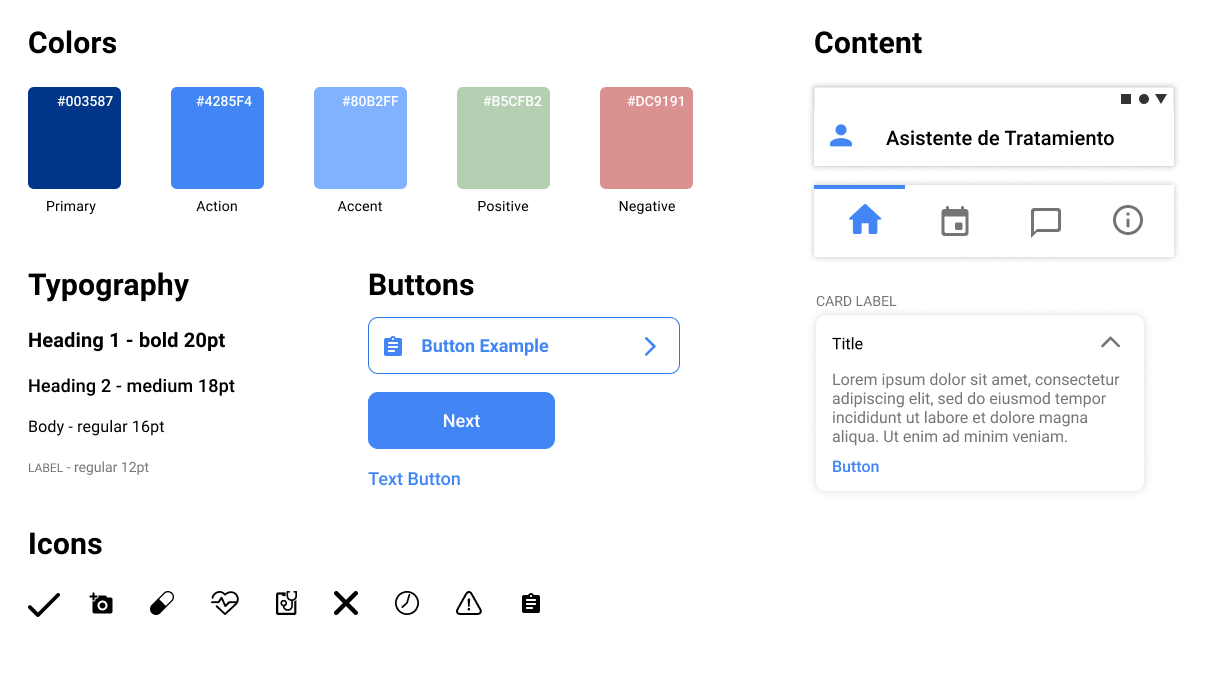 Colors
#003587
#4285F4
#80B2FF
#B5CFB2
#DC9191
Primary
Action
Accent
Positive
Negative
Typography
Heading 1 - bold 20pt
Heading 2 - medium 18pt
Body - regular 16pt
LABEL - regular 12pt
Buttons
Button Example
Next
Text Button
Icons
Content
Asistente de Tratamiento
CARD LABEL
Title
Lorem ipsum dolor sit amet, consectetur
adipiscing elit, sed do eiusmod tempor
incididunt ut labore et dolore magna
aliqua. Ut enim ad minim veniam.
Button